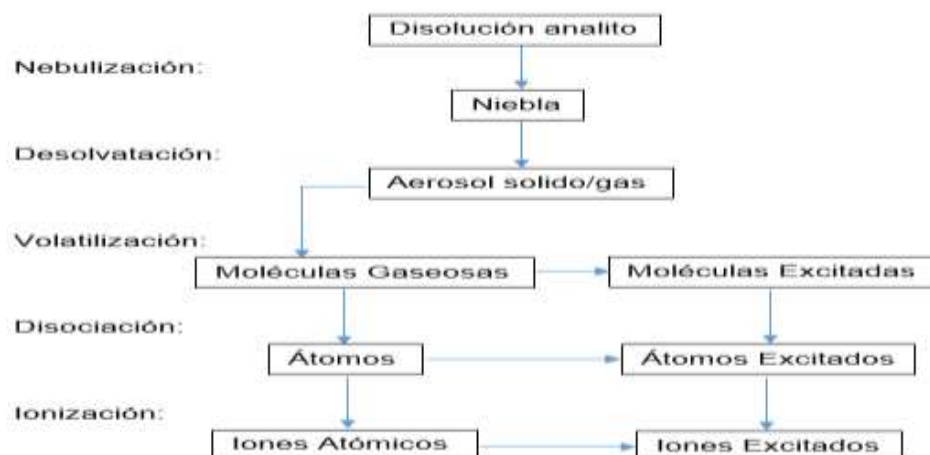 Disolución analito
Nebulización:
Niebla
Desolvatación:
Aerosol solido/gas
Volatilización:
Moléculas Gaseosas
Moléculas Excitadas
Disociación:
Átomos
Átomos Excitados
Ionización:
Iones Atómicos
Iones Excitados